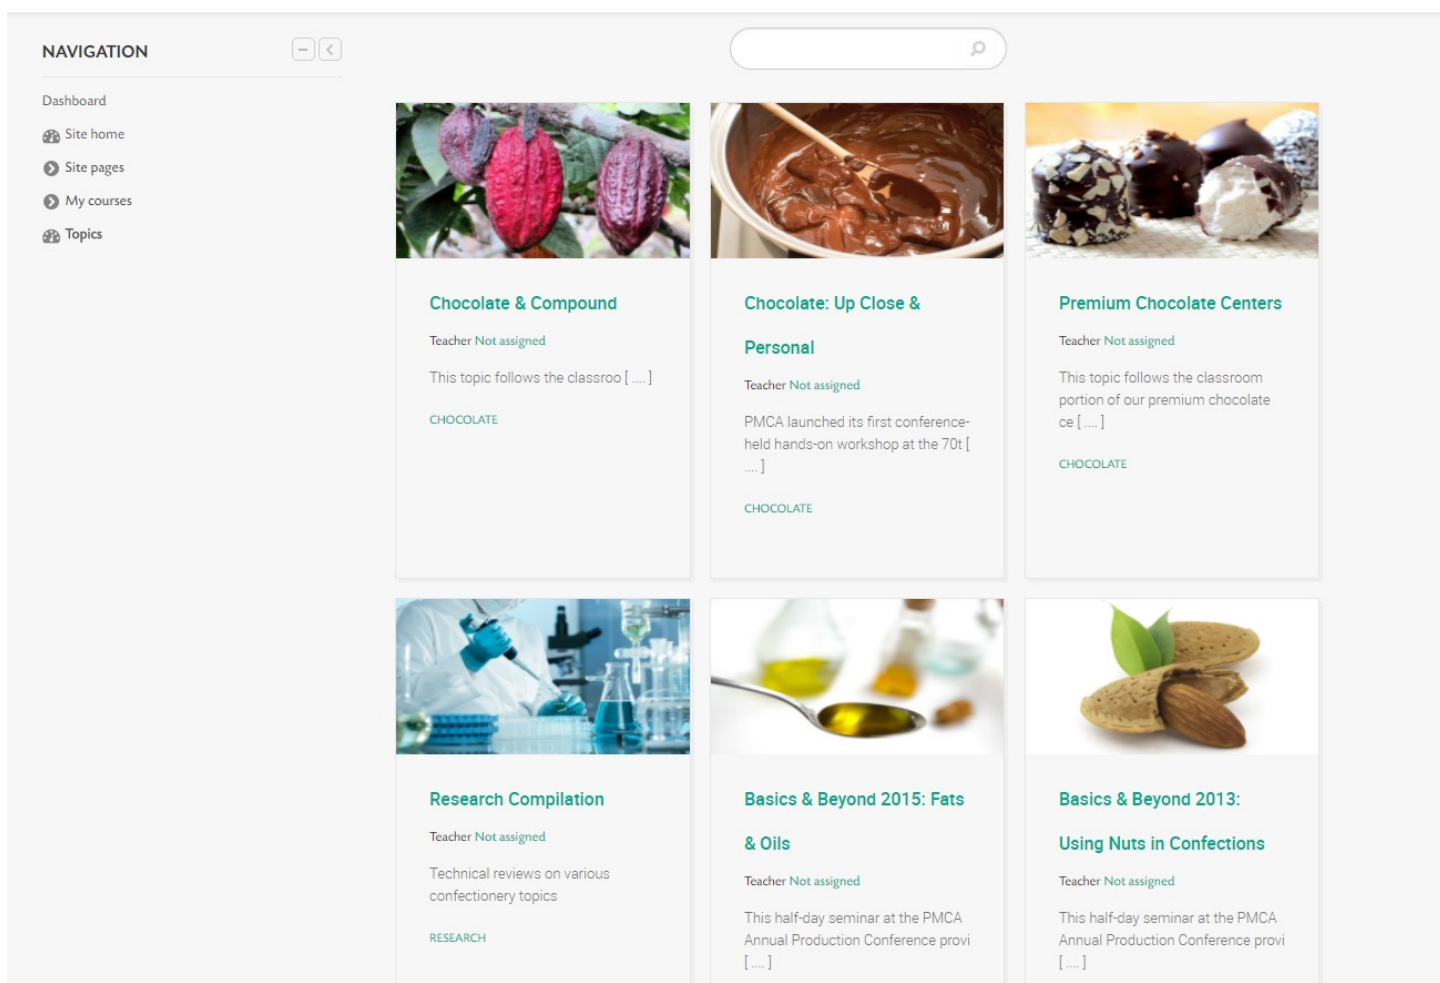 NAVIGATION
Dashboard
Site home
Site pages
My courses
Topics
Chocolate & Compound
Teacher Not assigned
This topic follows the classroo [ .... ]
CHOCOLATE
Chocolate: Up Close &
Personal
Teacher Not assigned
PMCA launched its first conference-
held hands-on workshop at the 70t [
.... ]
CHOCOLATE
Premium Chocolate Centers
Teacher Not assigned
This topic follows the classroom
portion of our premium chocolate
ce [ .... ]
CHOCOLATE
Research Compilation
Teacher Not assigned
Technical reviews on various
confectionery topics
RESEARCH
Basics & Beyond 2015: Fats
& Oils
Teacher Not assigned
This half-day seminar at the PMCA
Annual Production Conference provi
[ .... ]
Basics & Beyond 2013:
Using Nuts in Confections
Teacher Not assigned
This half-day seminar at the PMCA
Annual Production Conference provi
[ .... ]